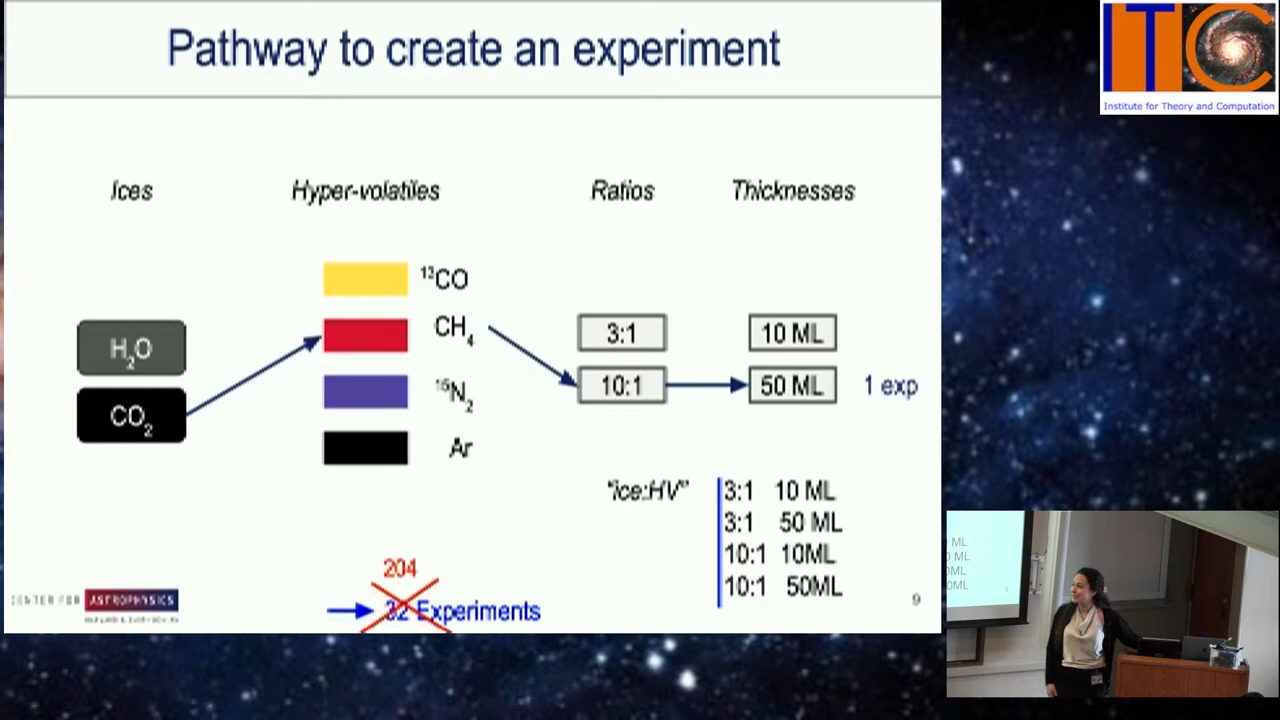 Pathway to create an experiment
Institute for Theory and Computation
Ices
Hyper-volatiles
Ratios
Thicknesses
¹³CO
H₂O
CH₄
3:1
10 ML
CO₂
¹⁵N₂
10:1
50 ML
1 exp
Ar
"ice:HV"
3:1 10 ML
3:1 50 ML
10:1 10ML
10:1 50ML
204
32 Experiments
CENTER FOR ASTROPHYSICS
9
ITC